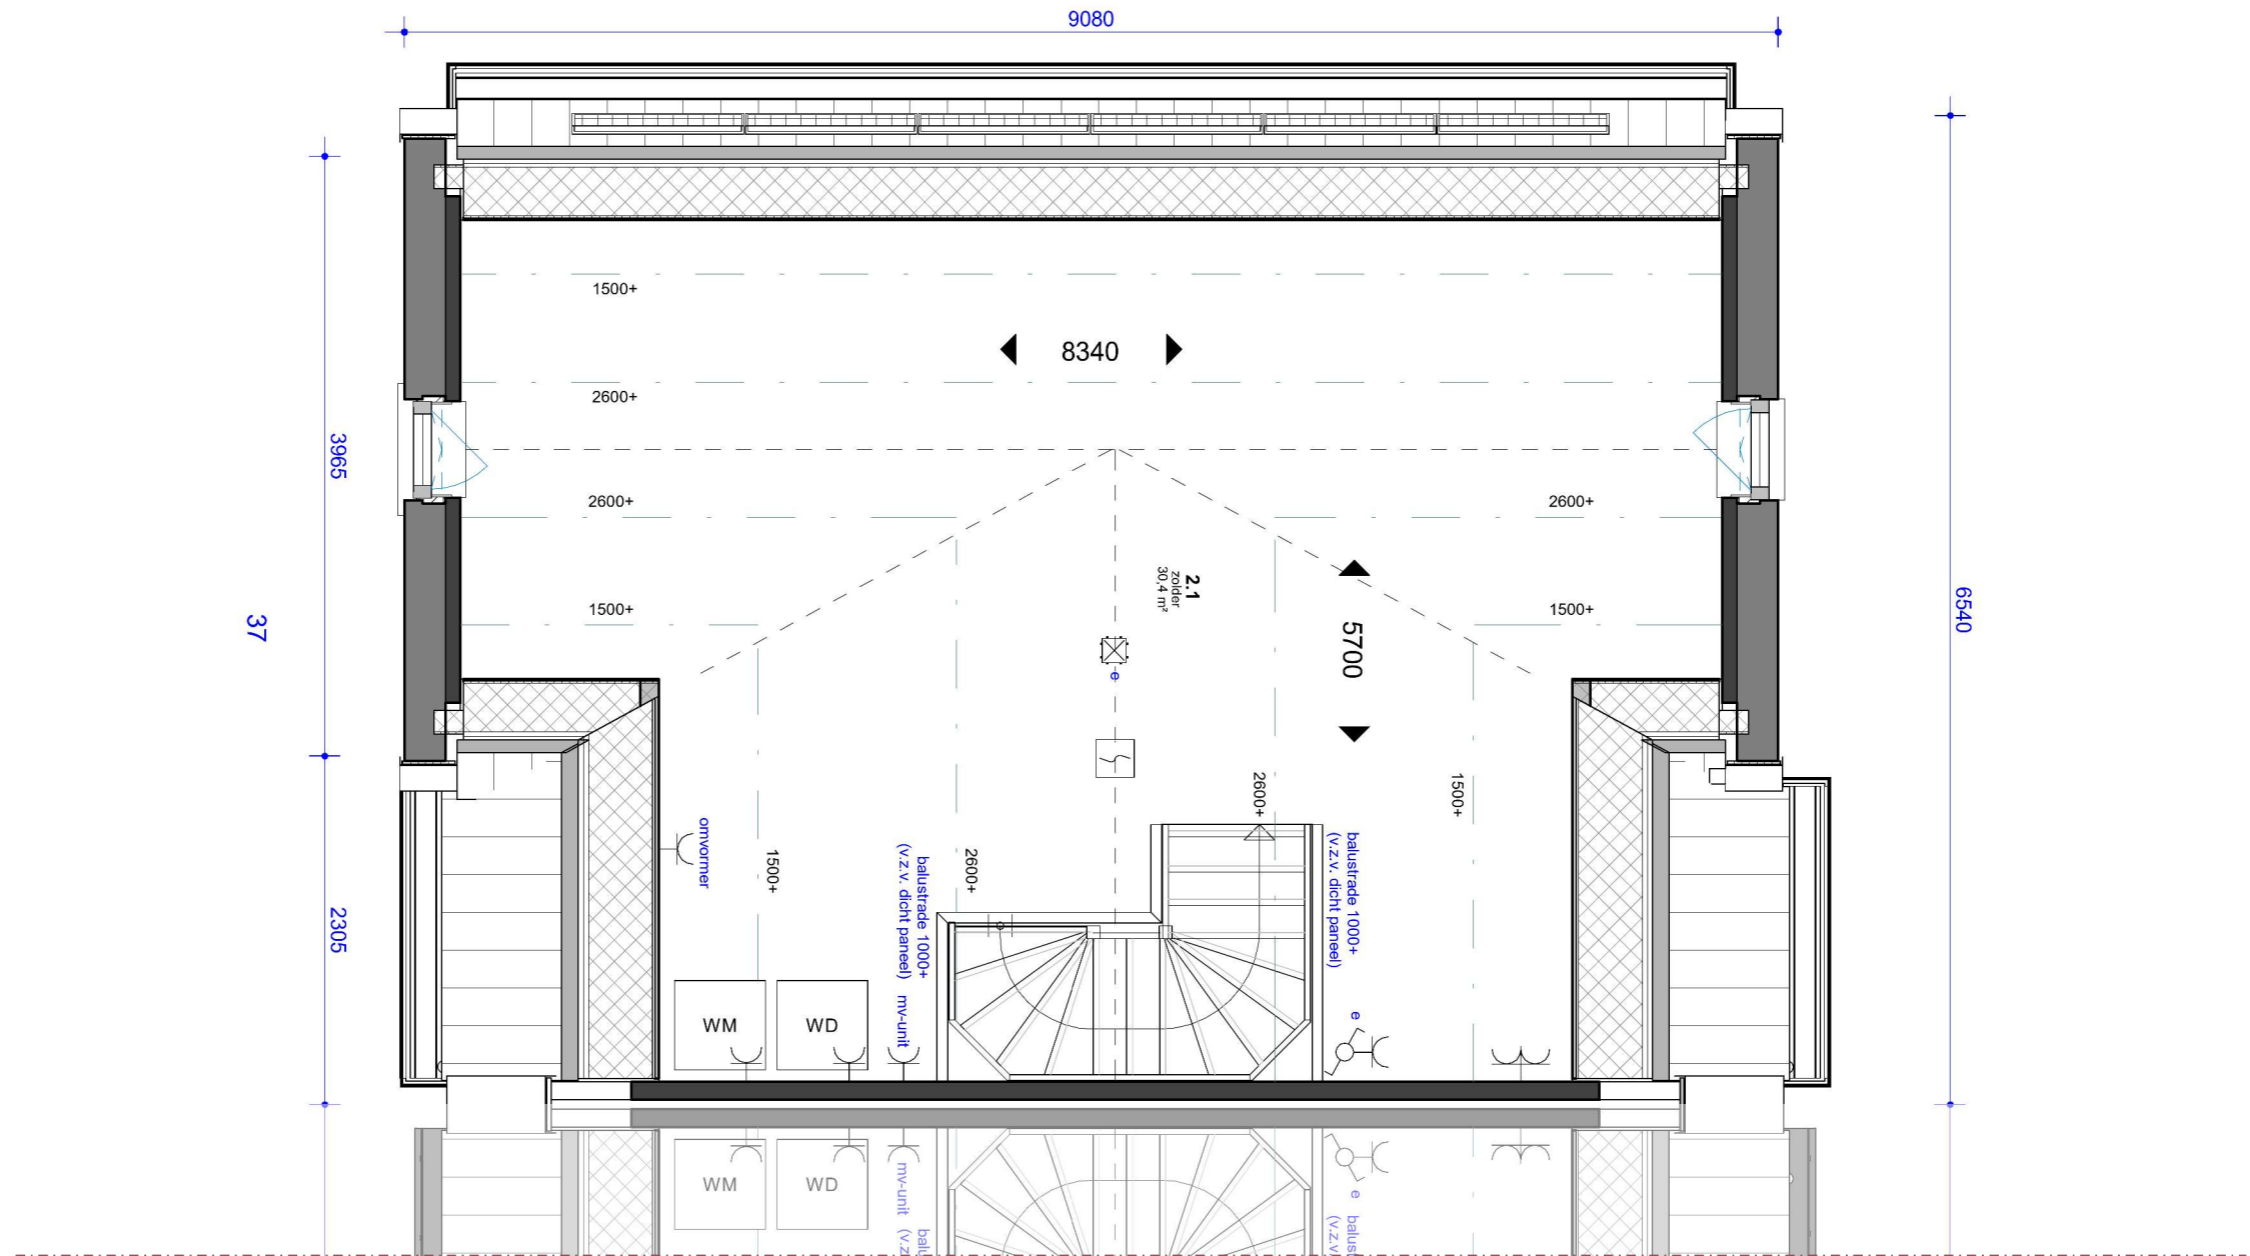 9080
1500+
8340
2600+
3965
6540
2600+
2600+
2.1
zolder
30,4 m²
1500+
1500+
37
5700
e
2600+
1500+
omvormer
1500+
2600+
balustrade 1000+
(v.z.v. dicht paneel)
balustrade 1000+
(v.z.v. dicht paneel)
2305
mv-unit
e
WM
WD
WM
WD
mv-unit
e
balus
(v.z.v
bal
(v.z